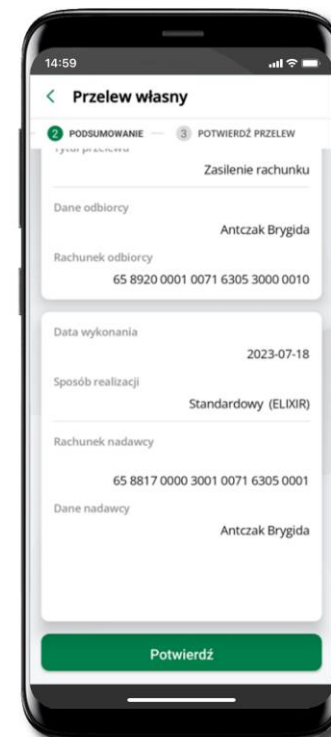 14:59
Przelew własny
2 PODSUMOWANIE 3 POTWIERDŹ PRZELEW
Tytuł przelewu
Zasilenie rachunku
Dane odbiorcy
Antczak Brygida
Rachunek odbiorcy
65 8920 0001 0071 6305 3000 0010
Data wykonania
2023-07-18
Sposób realizacji
Standardowy (ELIXIR)
Rachunek nadawcy
65 8817 0000 3001 0071 6305 0001
Dane nadawcy
Antczak Brygida
Potwierdź